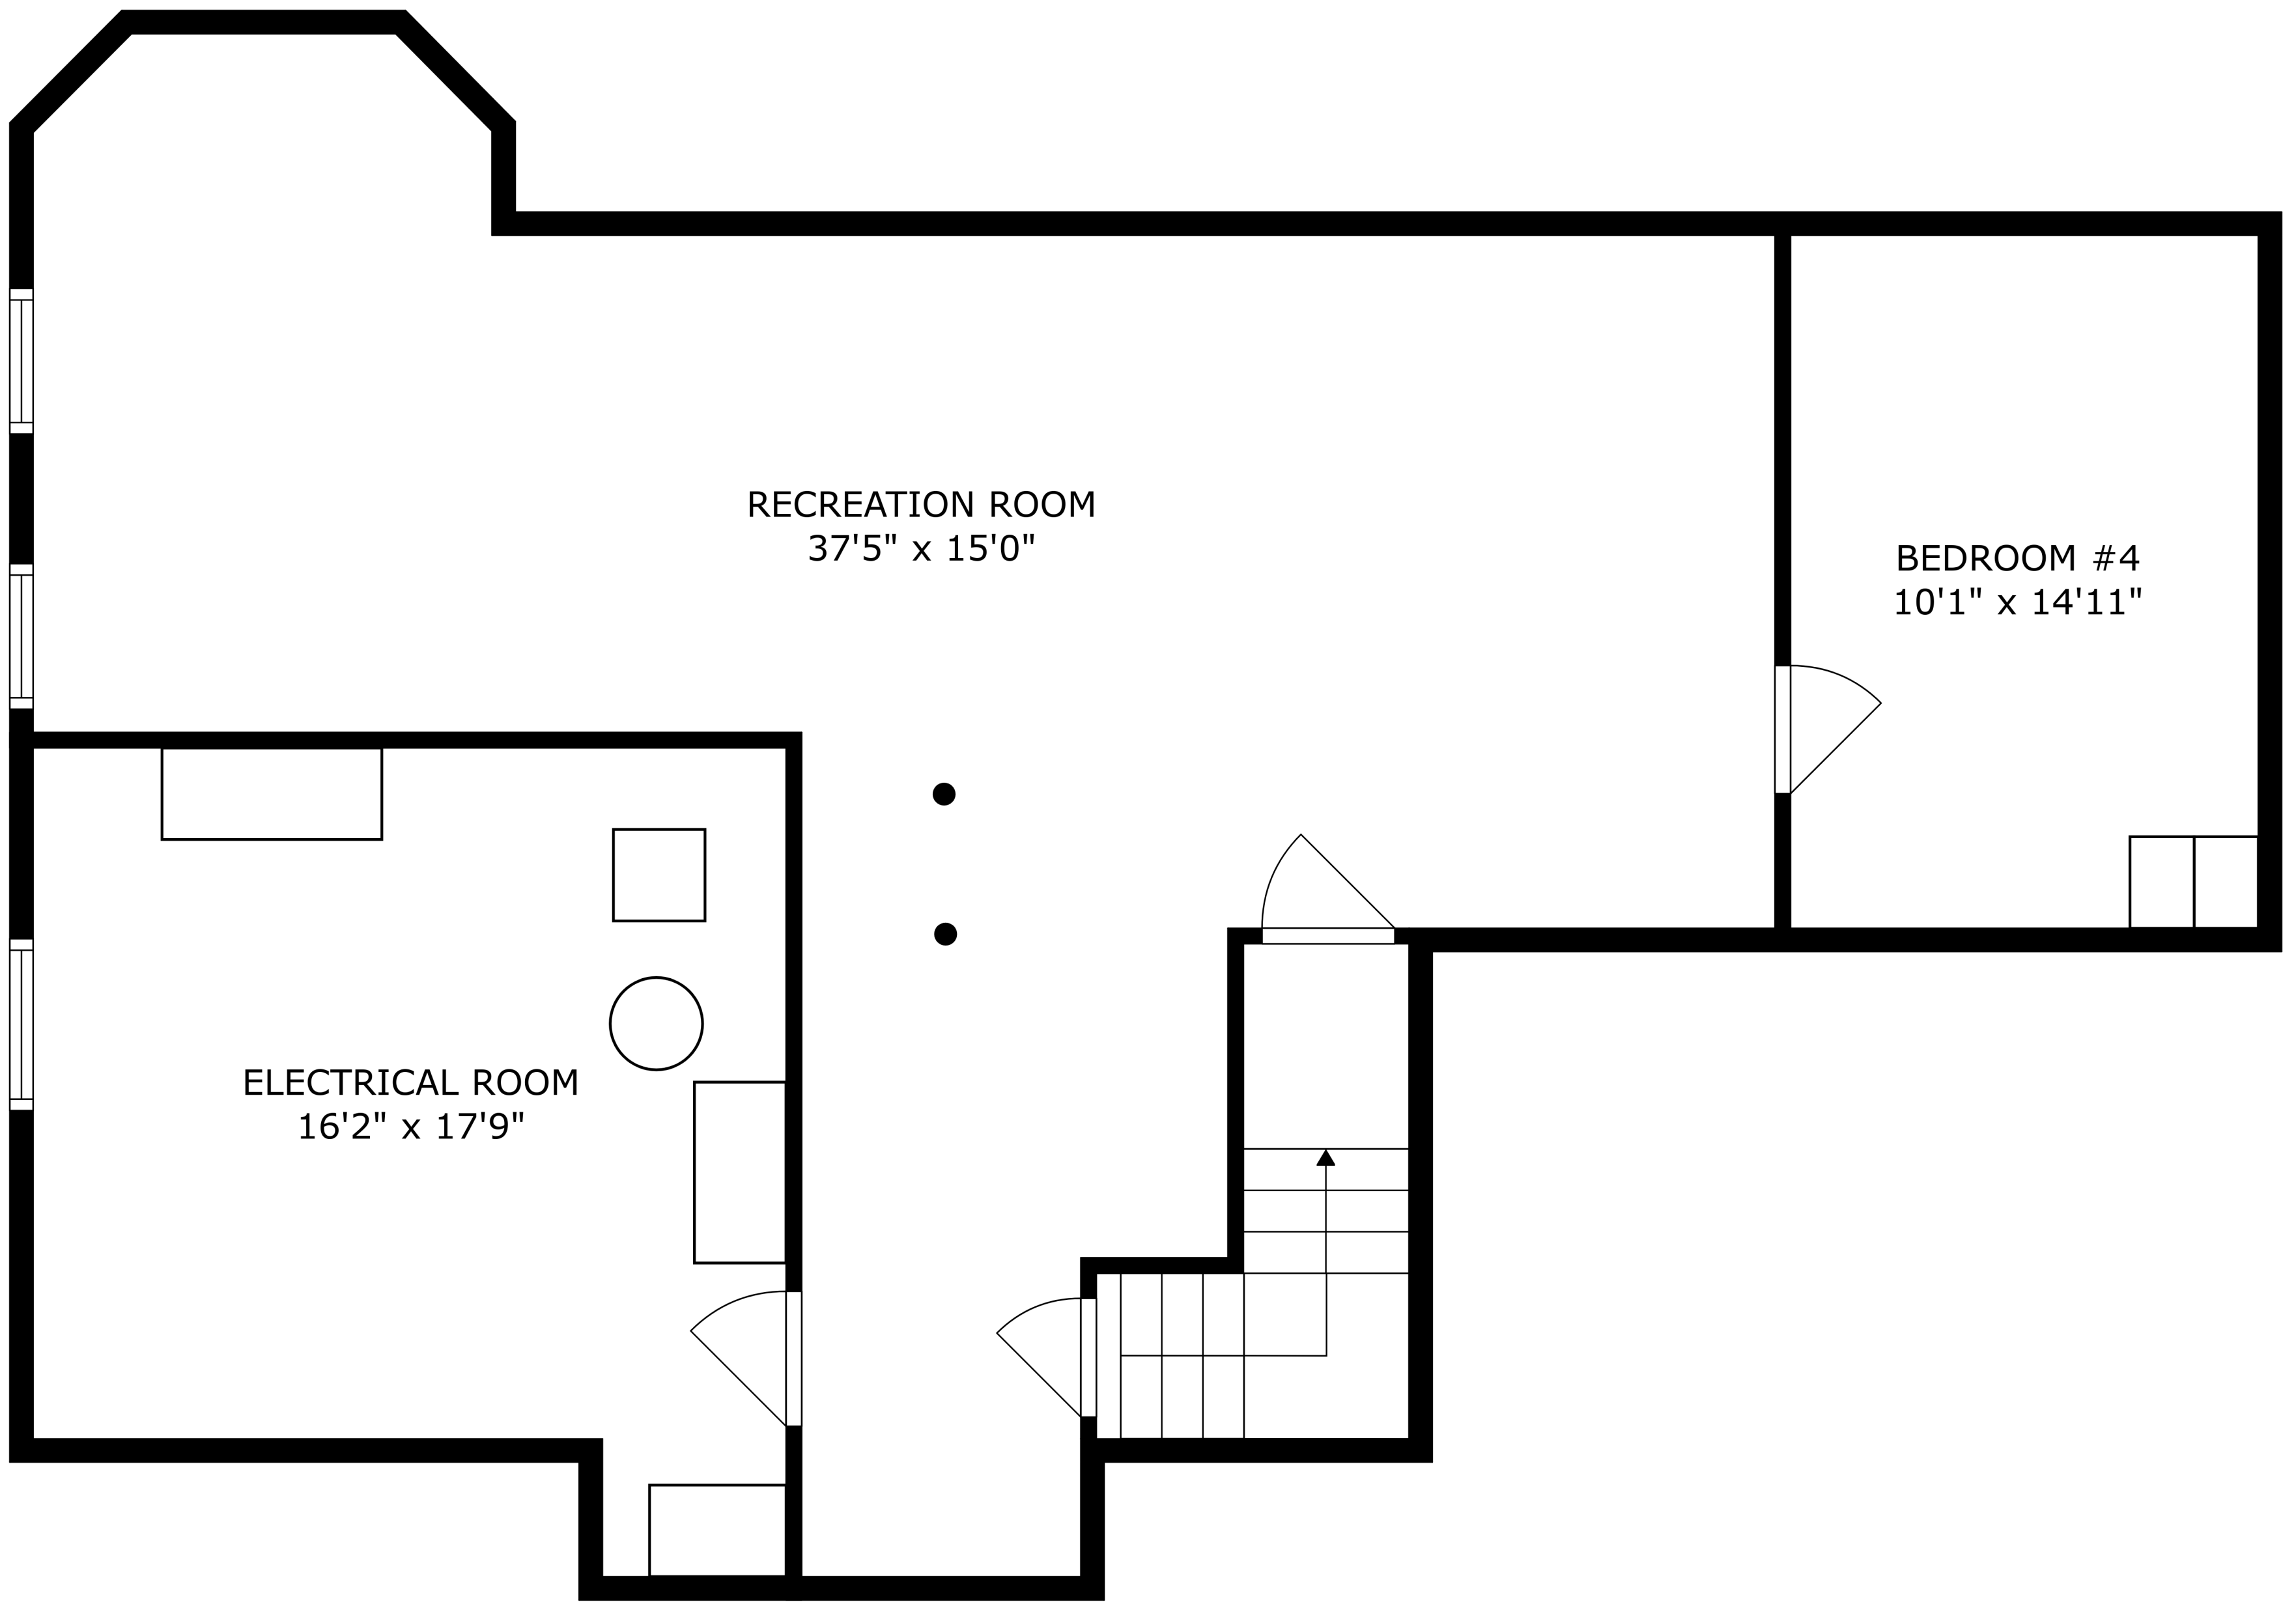 RECREATION ROOM
37'5" x 15'0"
BEDROOM #4
10'1" x 14'11"
ELECTRICAL ROOM
16'2" x 17'9"